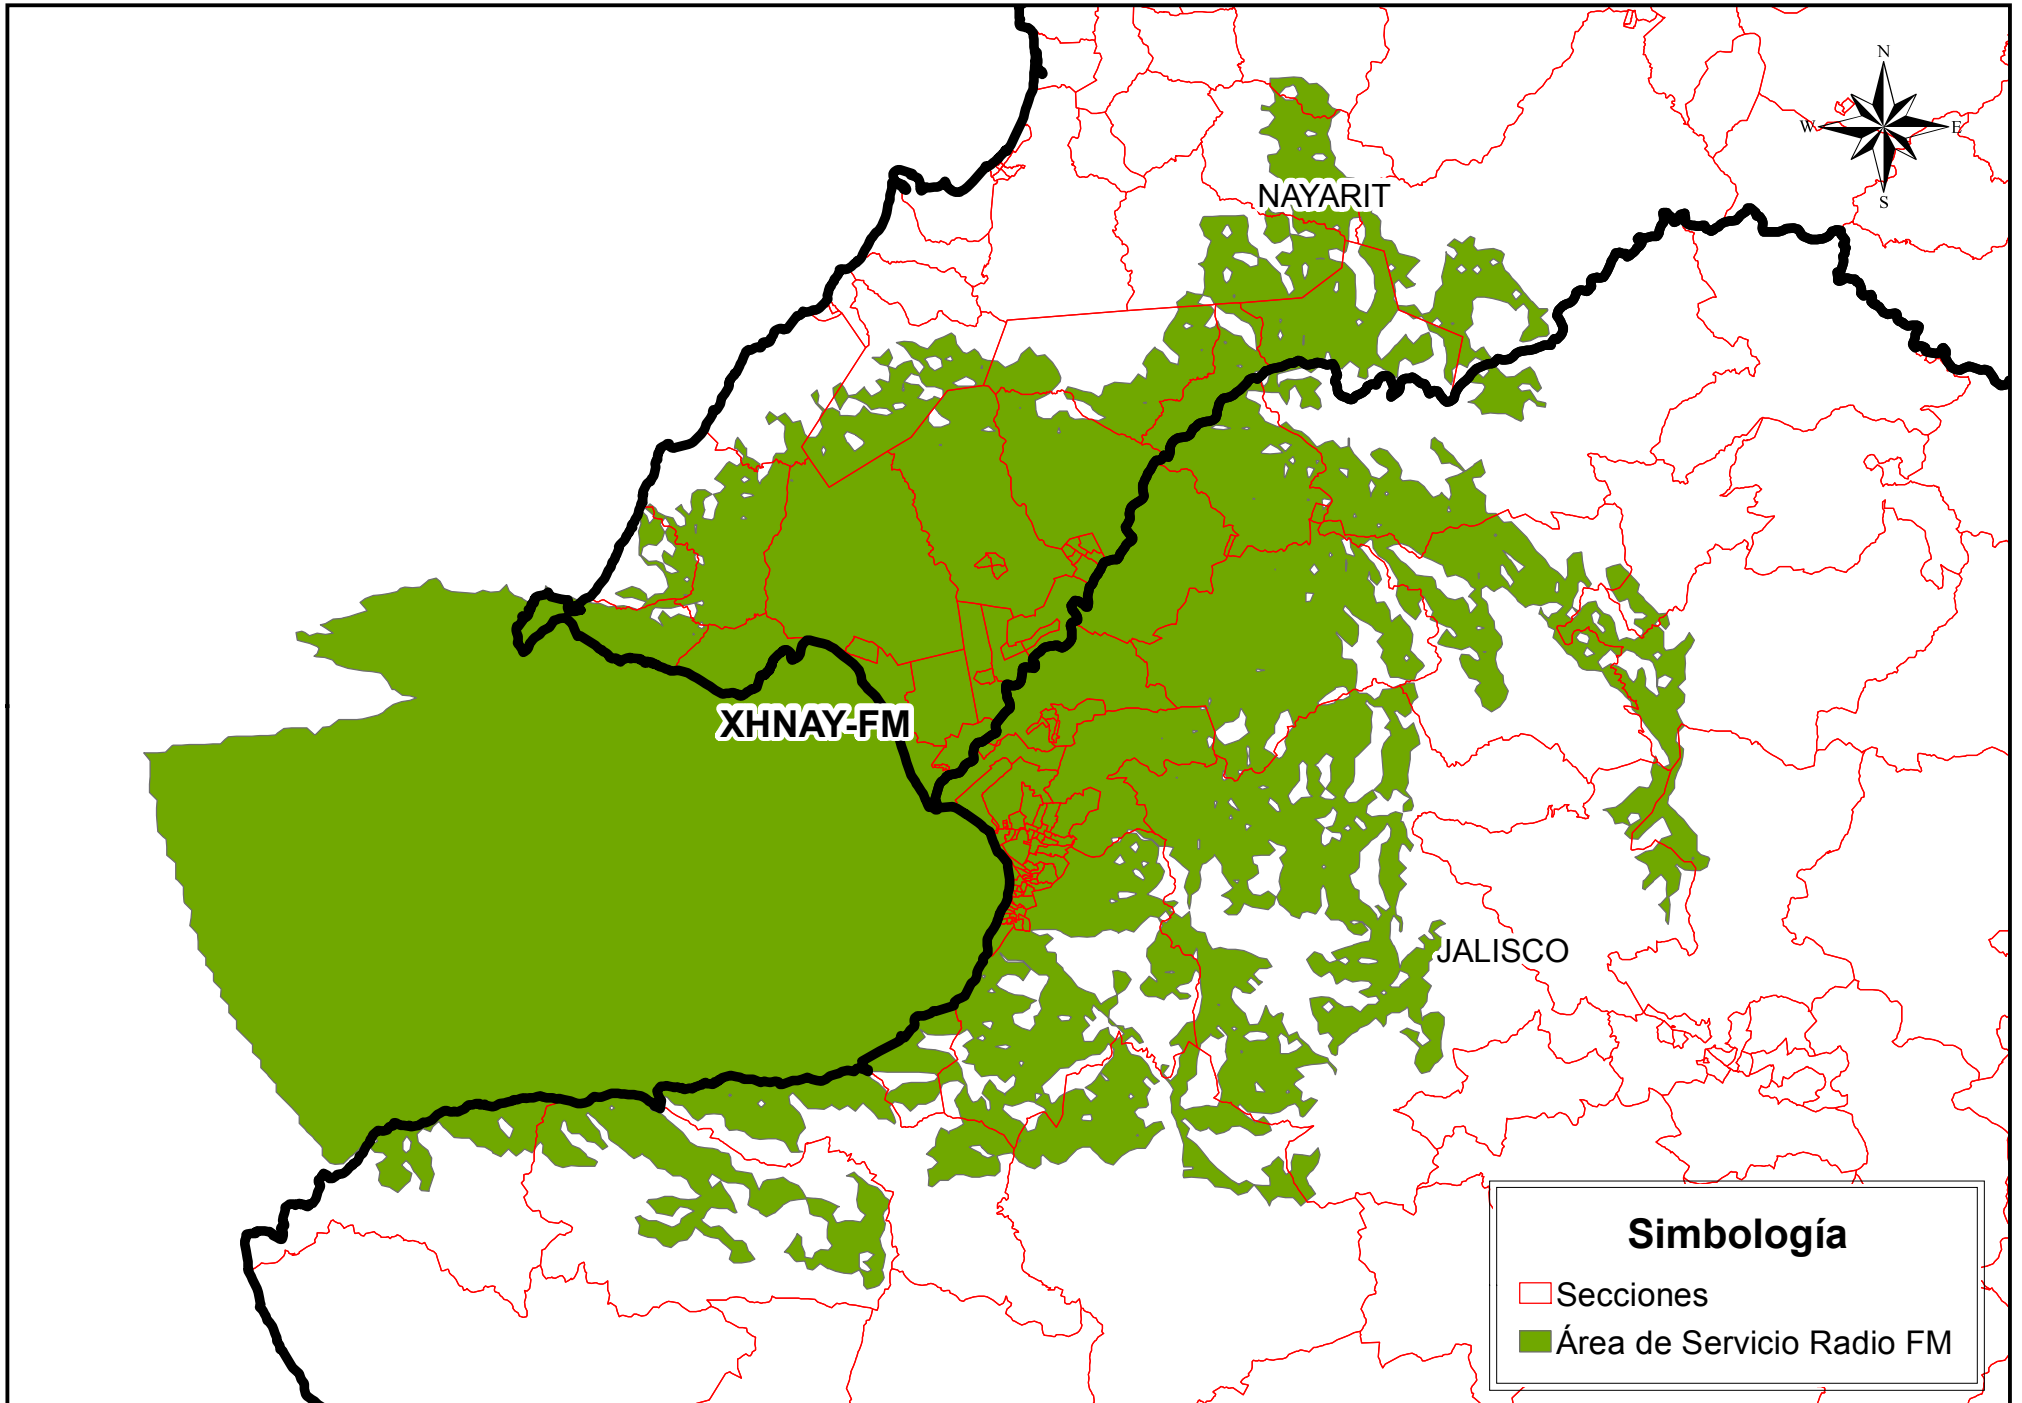 N
W E
S
NAYARIT
XHNAY-FM
JALISCO
Simbología
Secciones
Área de Servicio Radio FM